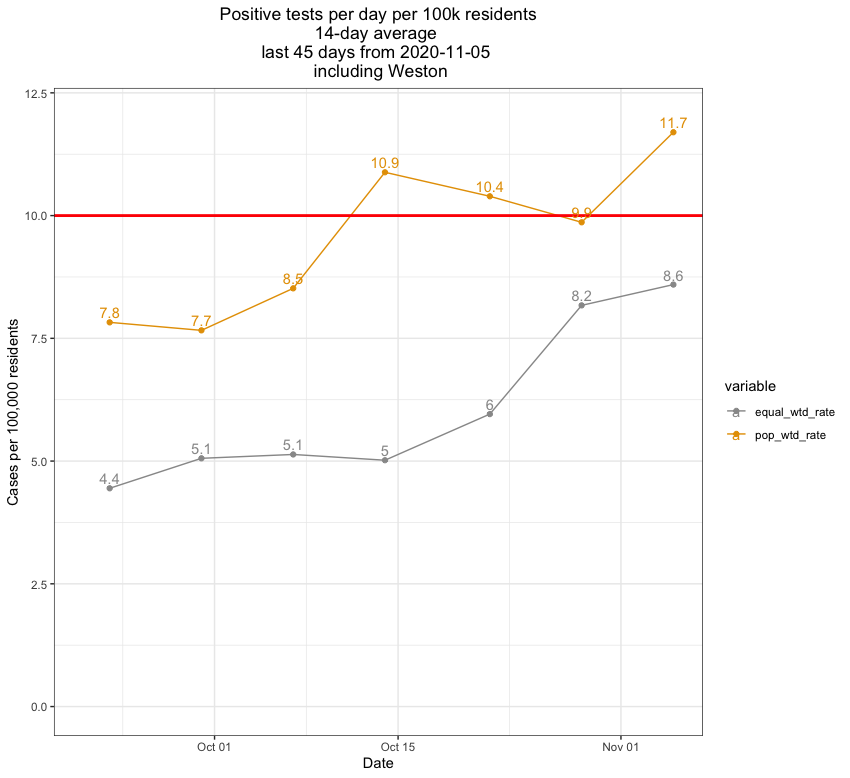 Positive tests per day per 100k residents
14-day average
last 45 days from 2020-11-05
including Weston
Cases per 100,000 residents
12.5
10.0
7.5
5.0
2.5
0.0
7.8
7.7
8.5
10.9
10.4
9.9
11.7
4.4
5.1
5.1
5
6
8.2
8.6
Oct 01
Oct 15
Nov 01
Date
variable
a equal_wtd_rate
a pop_wtd_rate